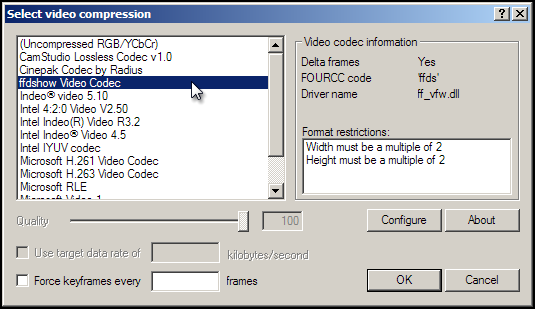 Select video compression
(Uncompressed RGB/YCbCr)
CamStudio Lossless Codec v1.0
Cinepak Codec by Radius
ffdshow Video Codec
Indeo® video 5.10
Intel 4:2:0 Video V2.50
Intel Indeo(R) Video R3.2
Intel Indeo® Video 4.5
Intel IYUV codec
Microsoft H.261 Video Codec
Microsoft H.263 Video Codec
Microsoft RLE
Microsoft Video 1
Video codec information
Delta frames Yes
FOURCC code 'ffds'
Driver name ff_vfw.dll
Format restrictions:
Width must be a multiple of 2
Height must be a multiple of 2
Quality 100
Configure About
Use target data rate of kilobytes/second
Force keyframes every frames
OK Cancel